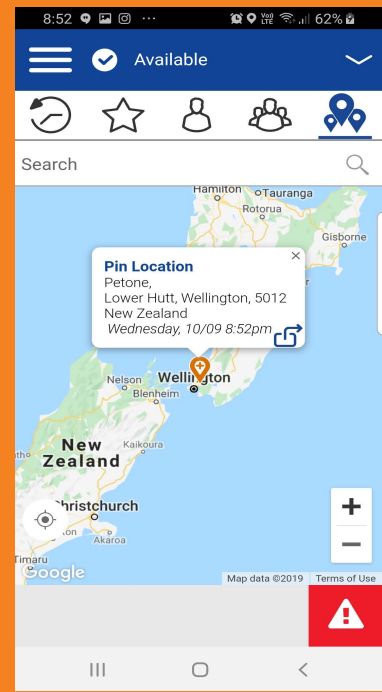 8:52
Vo))
LTE
62%
Available
Search
Hamilton
Tauranga
Rotorua
Gisborne
Pin Location
Petone,
Lower Hutt, Wellington, 5012
New Zealand
Wednesday, 10/09 8:52pm
Nelson
Wellington
Blenheim
New
Zealand
Kaikoura
Christchurch
Akaroa
Timaru
Google
Map data ©2019
Terms of Use